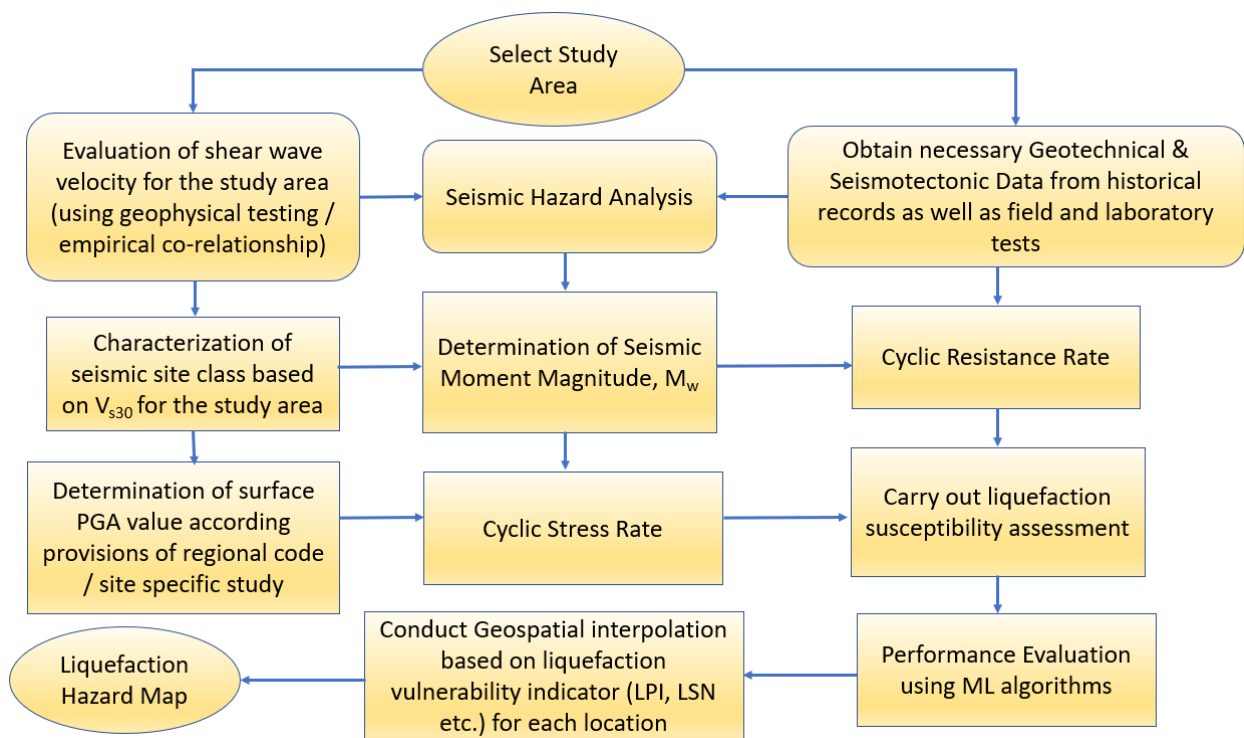 Select Study
Area
Evaluation of shear wave
velocity for the study area
(using geophysical testing /
empirical co-relationship)
Seismic Hazard Analysis
Obtain necessary Geotechnical &
Seismotectonic Data from historical
records as well as field and laboratory
tests
Characterization of
seismic site class based
on Vs30 for the study area
Determination of Seismic
Moment Magnitude, Mw
Cyclic Resistance Rate
Determination of surface
PGA value according
provisions of regional code
/ site specific study
Cyclic Stress Rate
Carry out liquefaction
susceptibility assessment
Liquefaction
Hazard Map
Conduct Geospatial interpolation
based on liquefaction
vulnerability indicator (LPI, LSN
etc.) for each location
Performance Evaluation
using ML algorithms